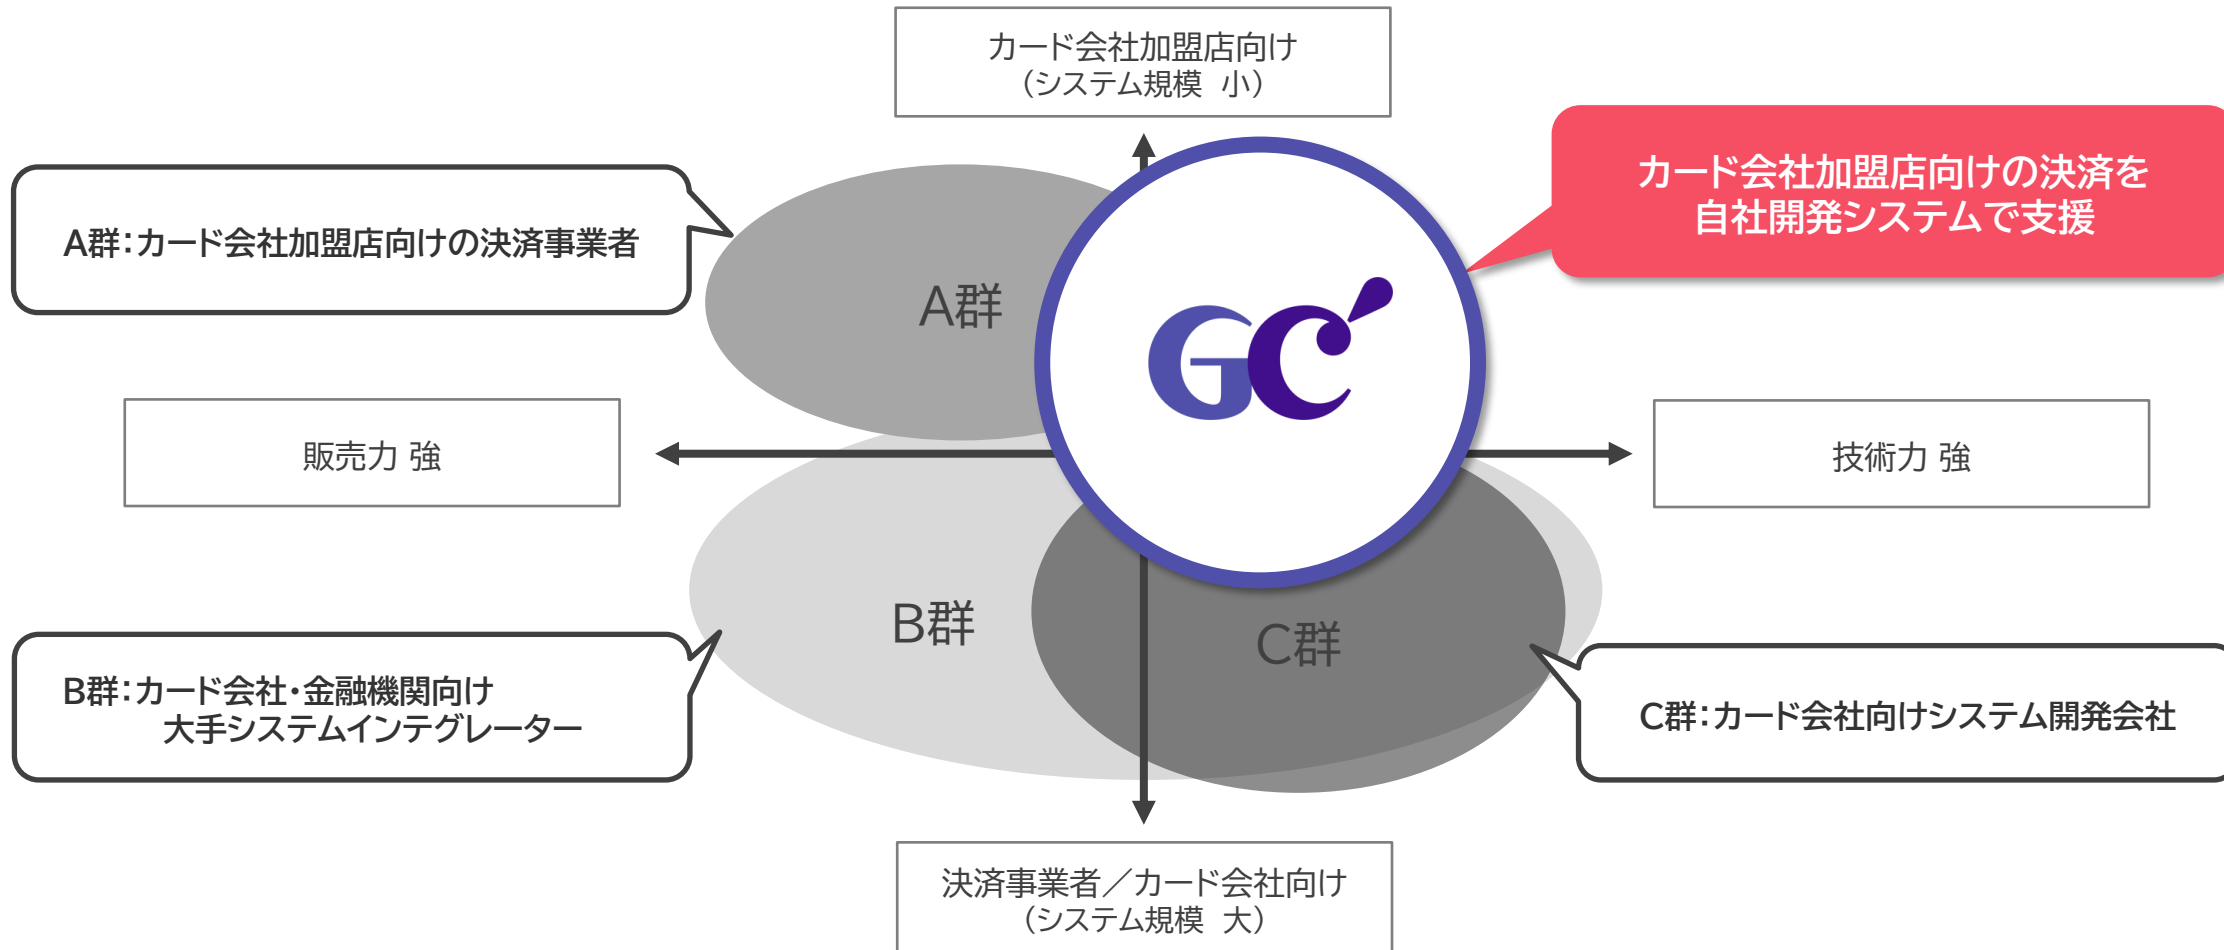 カード会社加盟店向け
（システム規模 小）
カード会社加盟店向けの決済を
自社開発システムで支援
A群：カード会社加盟店向けの決済事業者
A群
GC
販売力 強
技術力 強
B群
C群
B群：カード会社・金融機関向け
大手システムインテグレーター
C群：カード会社向けシステム開発会社
決済事業者／カード会社向け
（システム規模 大）